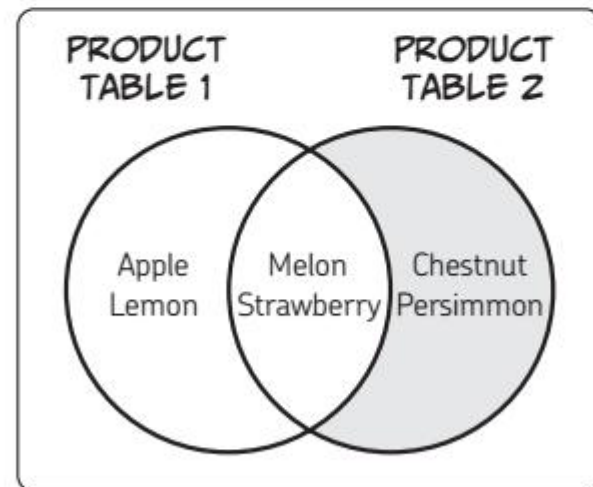 PRODUCT TABLE 1
PRODUCT TABLE 2
Apple
Lemon
Melon
Strawberry
Chestnut
Persimmon